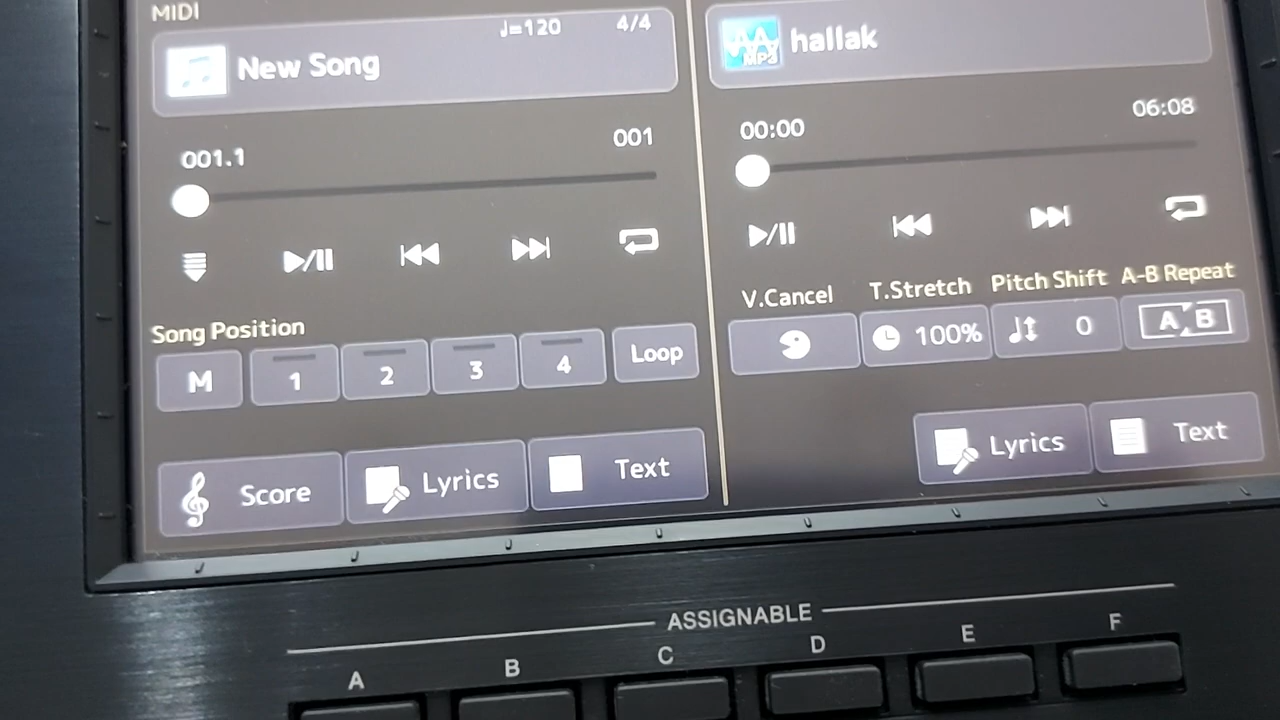 MIDI
♩=120 4/4
New Song
001.1 001
Song Position
M 1 2 3 4 Loop
Score Lyrics Text
MP3 hallak
00:00 06:08
V.Cancel T.Stretch Pitch Shift A-B Repeat
100% 0 A B
Lyrics Text
ASSIGNABLE
A B C D E F